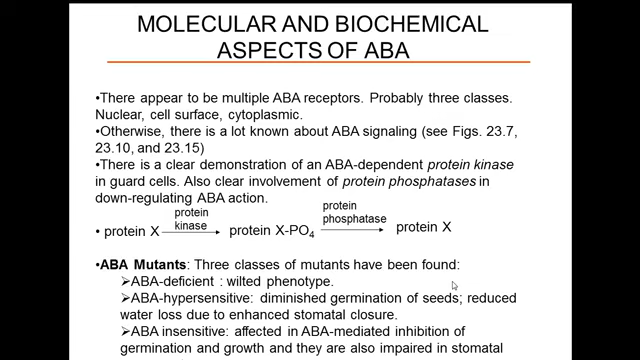 MOLECULAR AND BIOCHEMICAL
ASPECTS OF ABA
•There appear to be multiple ABA receptors. Probably three classes.
Nuclear, cell surface, cytoplasmic.
•Otherwise, there is a lot known about ABA signaling (see Figs. 23.7,
23.10, and 23.15)
•There is a clear demonstration of an ABA-dependent protein kinase
in guard cells. Also clear involvement of protein phosphatases in
down-regulating ABA action.
• protein X protein kinase protein X-PO₄ protein phosphatase protein X
•ABA Mutants: Three classes of mutants have been found:
➢ABA-deficient : wilted phenotype.
➢ABA-hypersensitive: diminished germination of seeds; reduced
water loss due to enhanced stomatal closure.
➢ABA insensitive: affected in ABA-mediated inhibition of
germination and growth and they are also impaired in stomatal